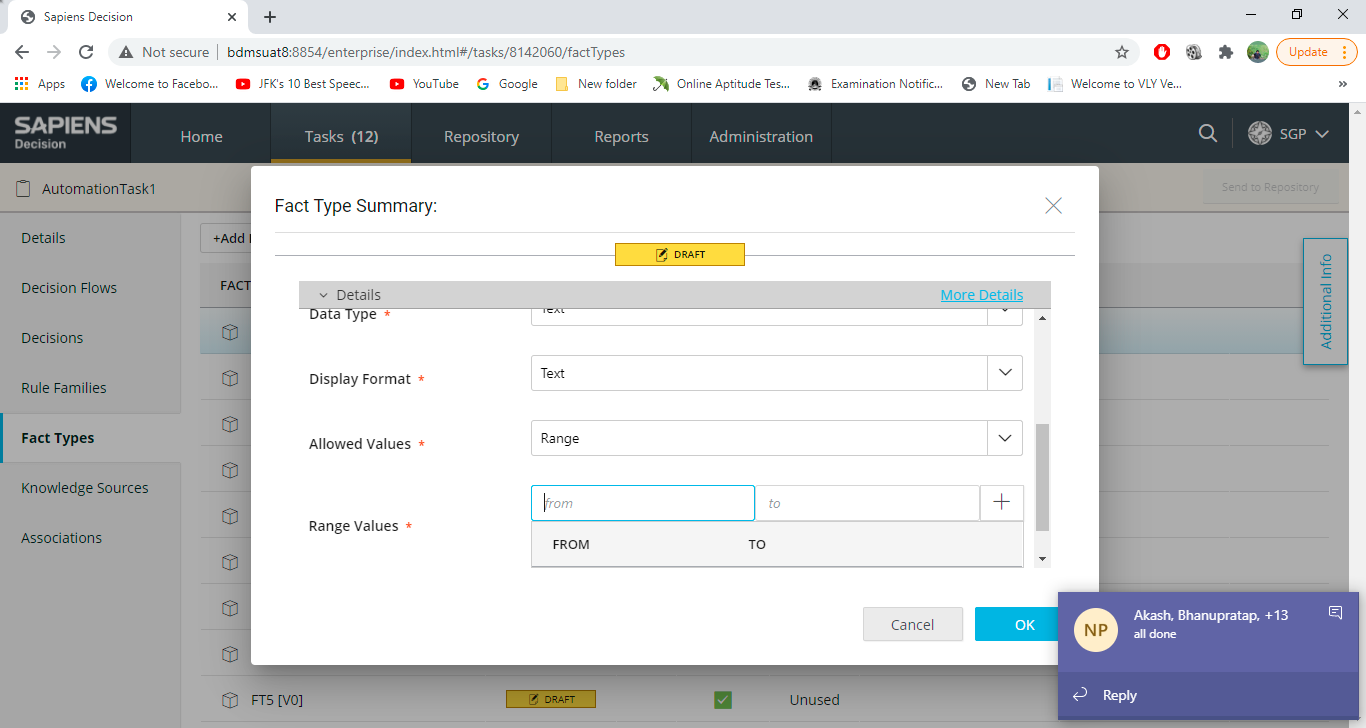 Sapiens Decision
Not secure | bdmsuat8:8854/enterprise/index.html#/tasks/8142060/factTypes
Update
Apps
Welcome to Facebo...
JFK's 10 Best Speec...
YouTube
Google
New folder
Online Aptitude Tes...
Examination Notific...
New Tab
Welcome to VLY Ve...
»
SAPIENS
Decision
Home
Tasks (12)
Repository
Reports
Administration
SGP
AutomationTask1
Send to Repository
Details
Decision Flows
Decisions
Rule Families
Fact Types
Knowledge Sources
Associations
+Add
FACT
Additional Info
Fact Type Summary:
DRAFT
Details
More Details
Data Type *
Text
Display Format *
Text
Allowed Values *
Range
Range Values *
from
to
FROM
TO
Cancel
OK
FT5 [V0]
DRAFT
Unused
NP
Akash, Bhanupratap, +13
all done
Reply